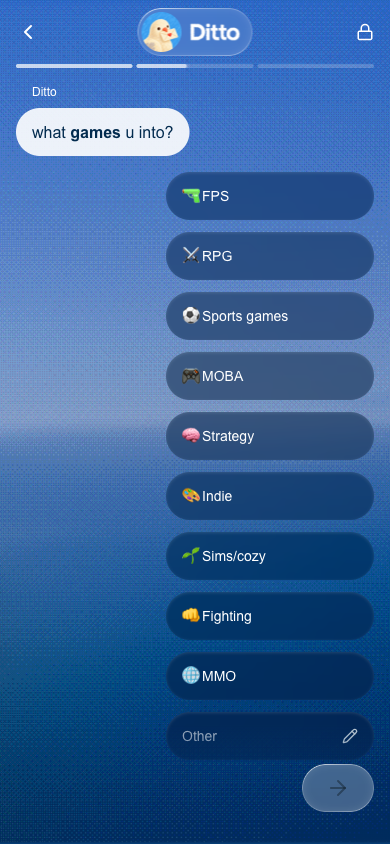 Ditto
Ditto
what games u into?
FPS
RPG
Sports games
MOBA
Strategy
Indie
Sims/cozy
Fighting
MMO
Other